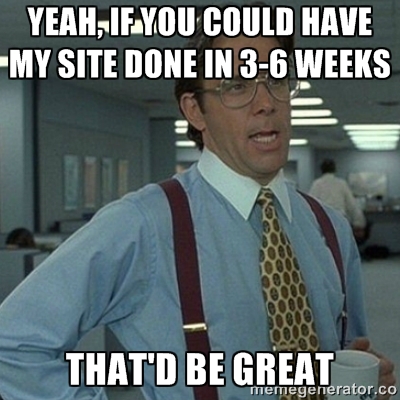 YEAH, IF YOU COULD HAVE
MY SITE DONE IN 3-6 WEEKS
THAT'D BE GREAT
memegenerator.co